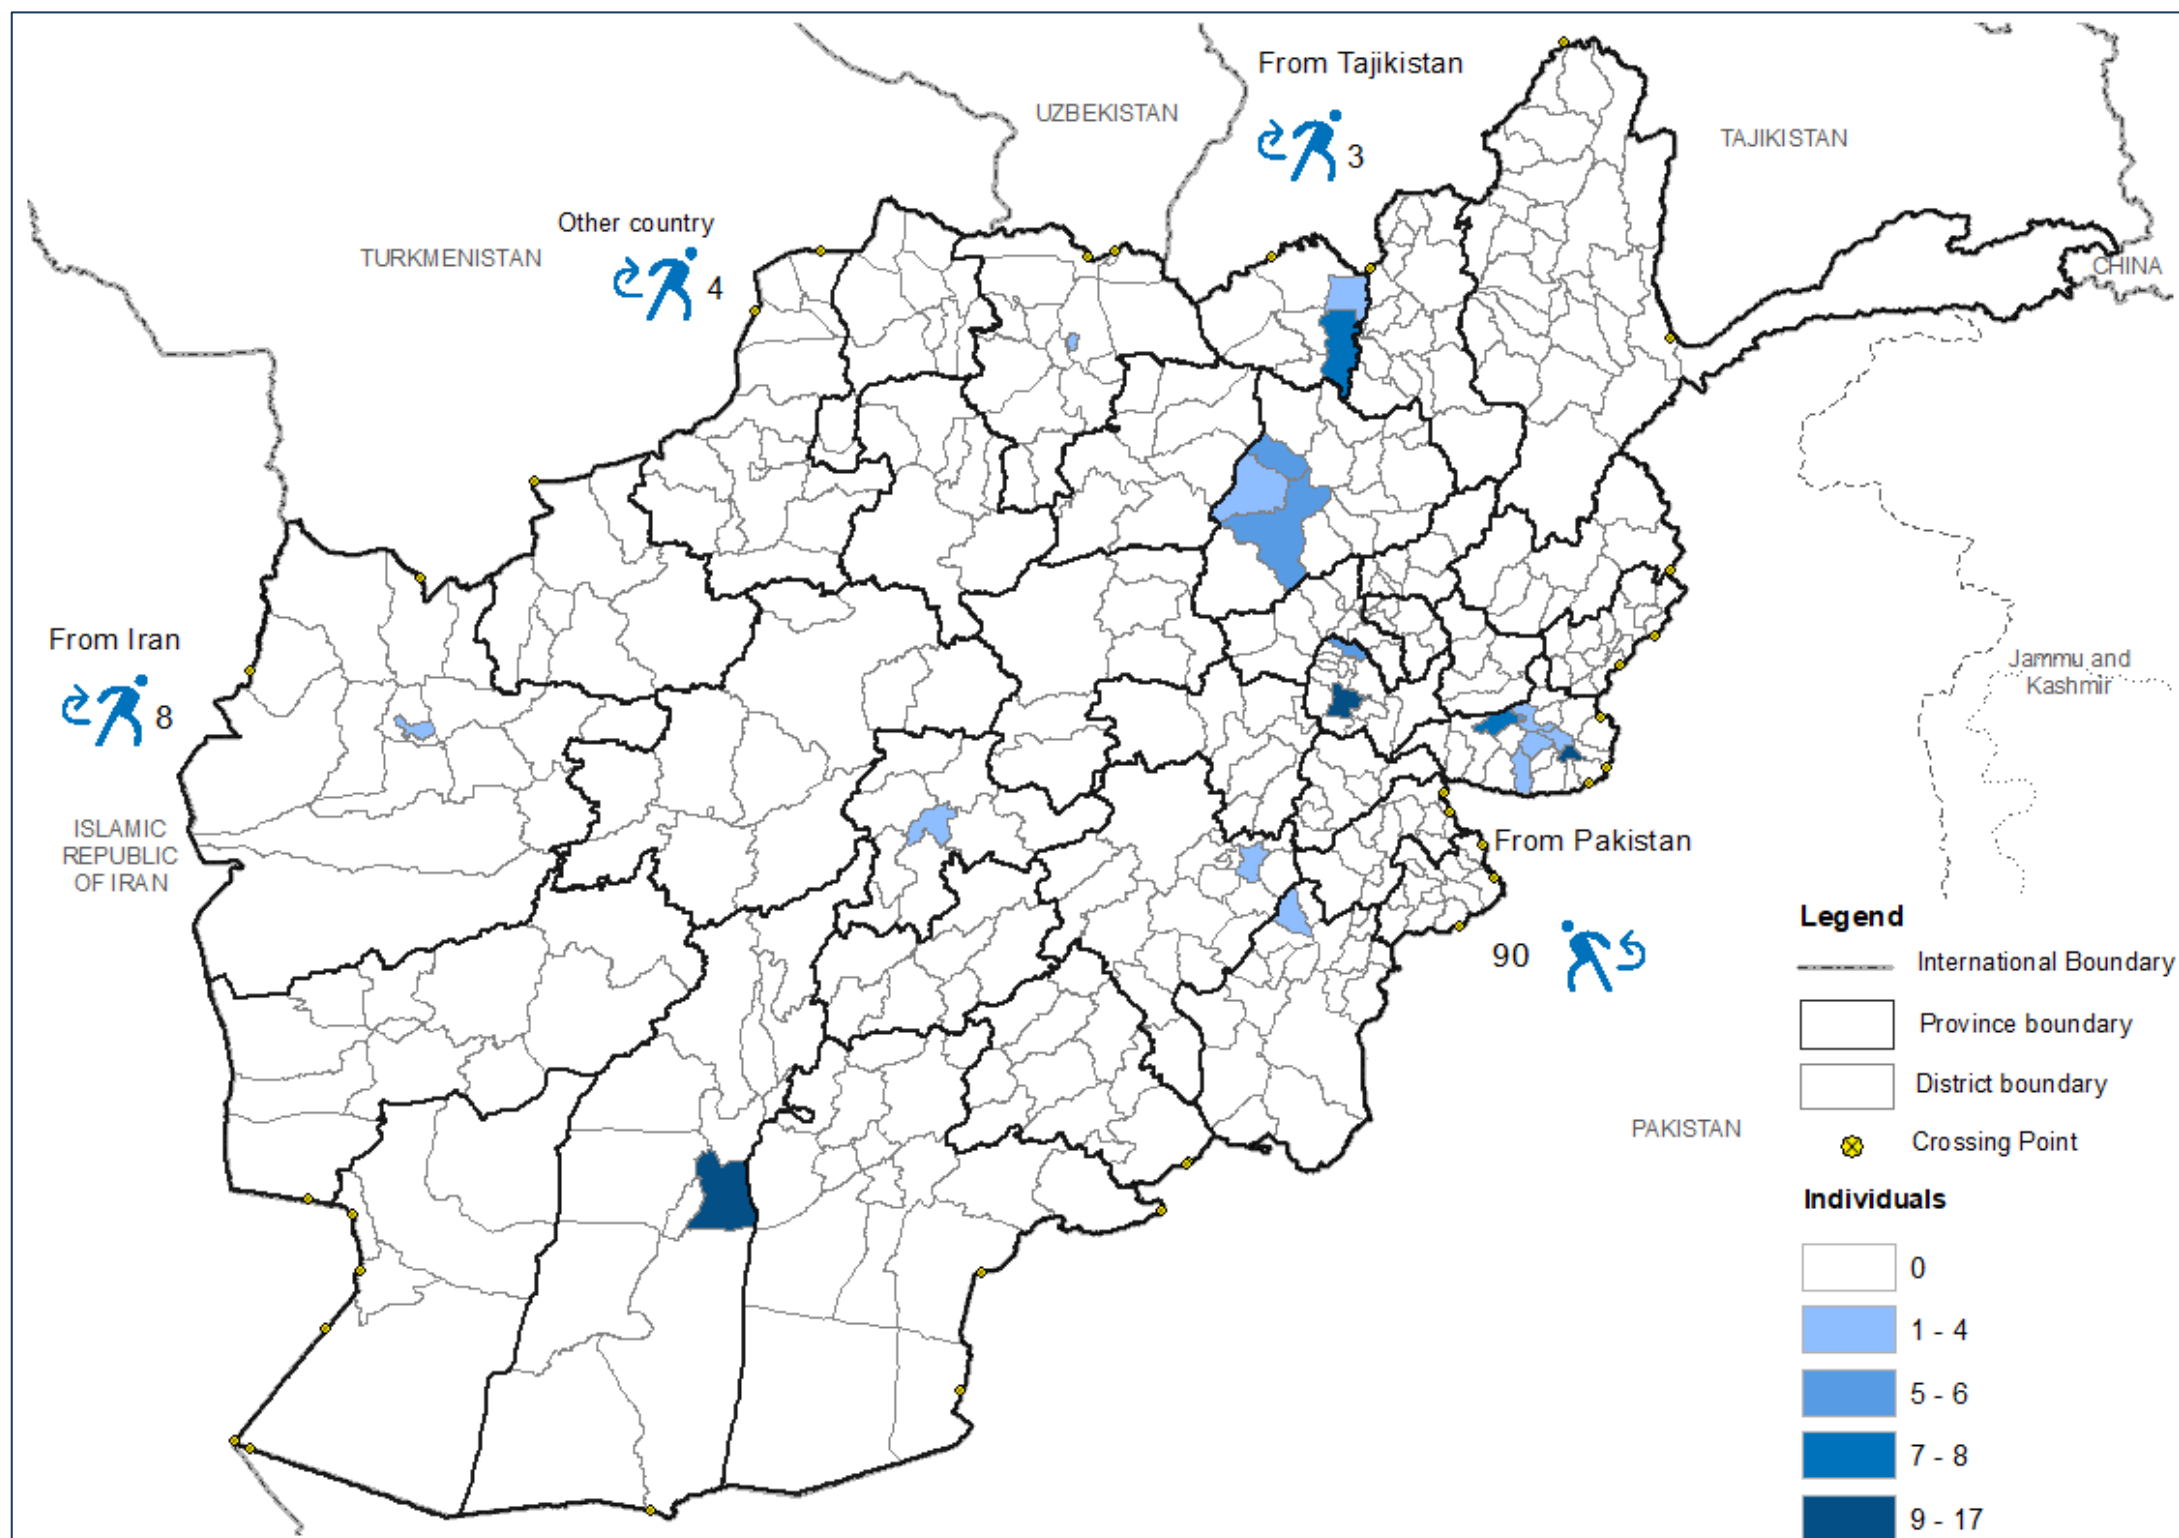 From Tajikistan
3
UZBEKISTAN
TAJIKISTAN
Other country
4
TURKMENISTAN
CHINA
From Iran
8
Jammu and
Kashmir
ISLAMIC
REPUBLIC
OF IRAN
From Pakistan
90
PAKISTAN
Legend
International Boundary
Province boundary
District boundary
Crossing Point
Individuals
0
1 - 4
5 - 6
7 - 8
9 - 17